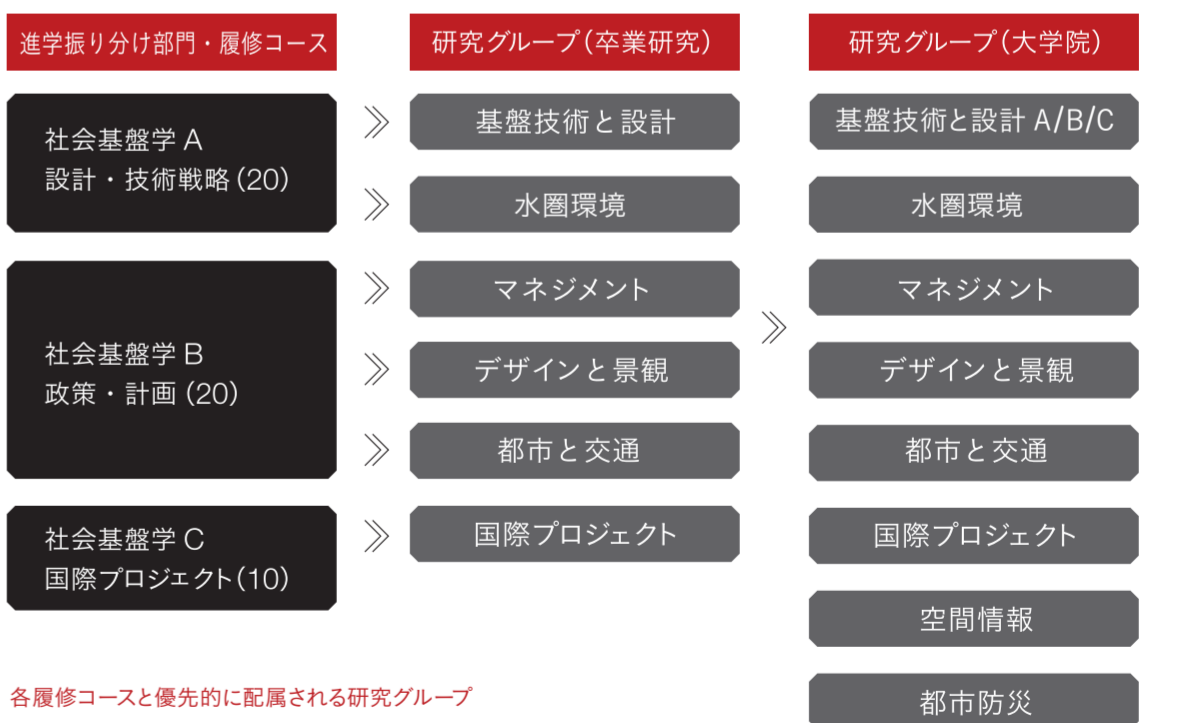 進学振り分け部門・履修コース
研究グループ(卒業研究)
研究グループ(大学院)
社会基盤学 A
設計・技術戦略(20)
社会基盤学 B
政策・計画(20)
社会基盤学 C
国際プロジェクト(10)
基盤技術と設計
水圏環境
マネジメント
デザインと景観
都市と交通
国際プロジェクト
基盤技術と設計 A/B/C
水圏環境
マネジメント
デザインと景観
都市と交通
国際プロジェクト
空間情報
都市防災
各履修コースと優先的に配属される研究グループ